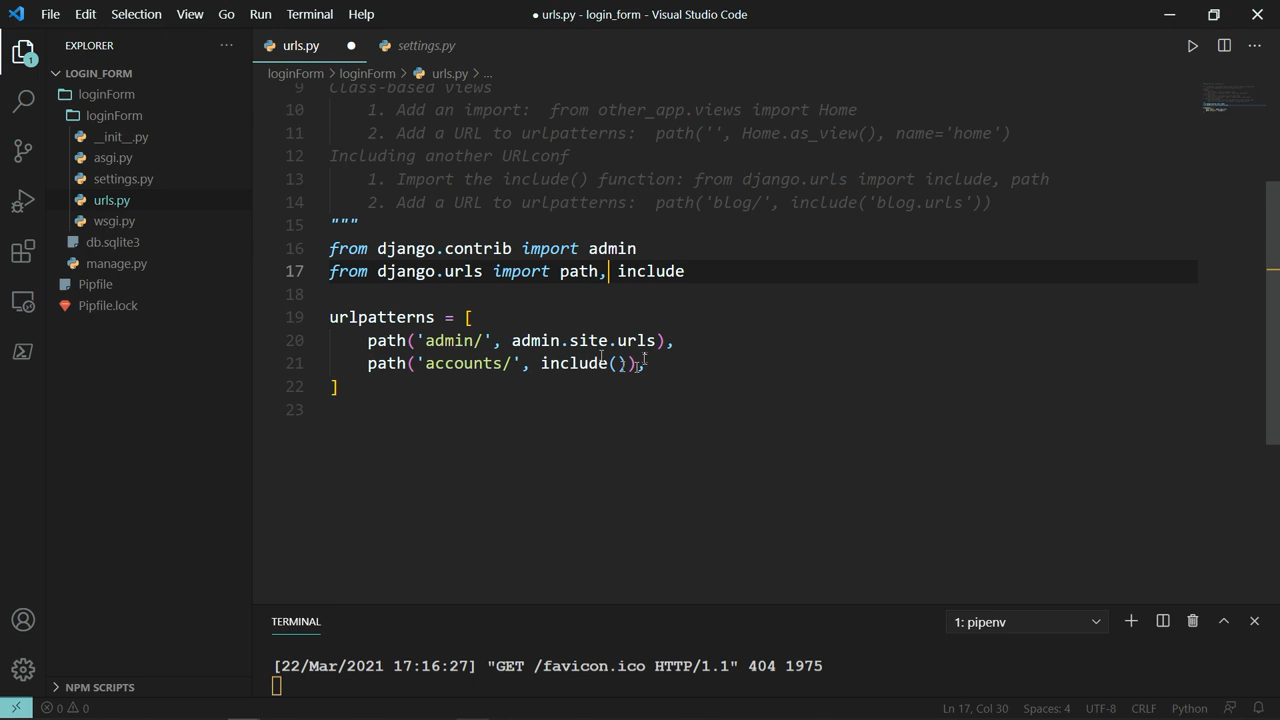 File Edit Selection View Go Run Terminal Help
● urls.py - login_form - Visual Studio Code
EXPLORER
1
LOGIN_FORM
loginForm
loginForm
__init__.py
asgi.py
settings.py
urls.py
wsgi.py
db.sqlite3
manage.py
Pipfile
Pipfile.lock
NPM SCRIPTS
urls.py ● settings.py
loginForm > loginForm > urls.py > ...
9 Class-based views
10     1. Add an import:  from other_app.views import Home
11     2. Add a URL to urlpatterns:  path('', Home.as_view(), name='home')
12 Including another URLconf
13     1. Import the include() function: from django.urls import include, path
14     2. Add a URL to urlpatterns:  path('blog/', include('blog.urls'))
15 """
16 from django.contrib import admin
17 from django.urls import path, include
18
19 urlpatterns = [
20     path('admin/', admin.site.urls),
21     path('accounts/', include()),
22 ]
23
TERMINAL
1: pipenv
[22/Mar/2021 17:16:27] "GET /favicon.ico HTTP/1.1" 404 1975
0 0
Ln 17, Col 30 Spaces: 4 UTF-8 CRLF Python